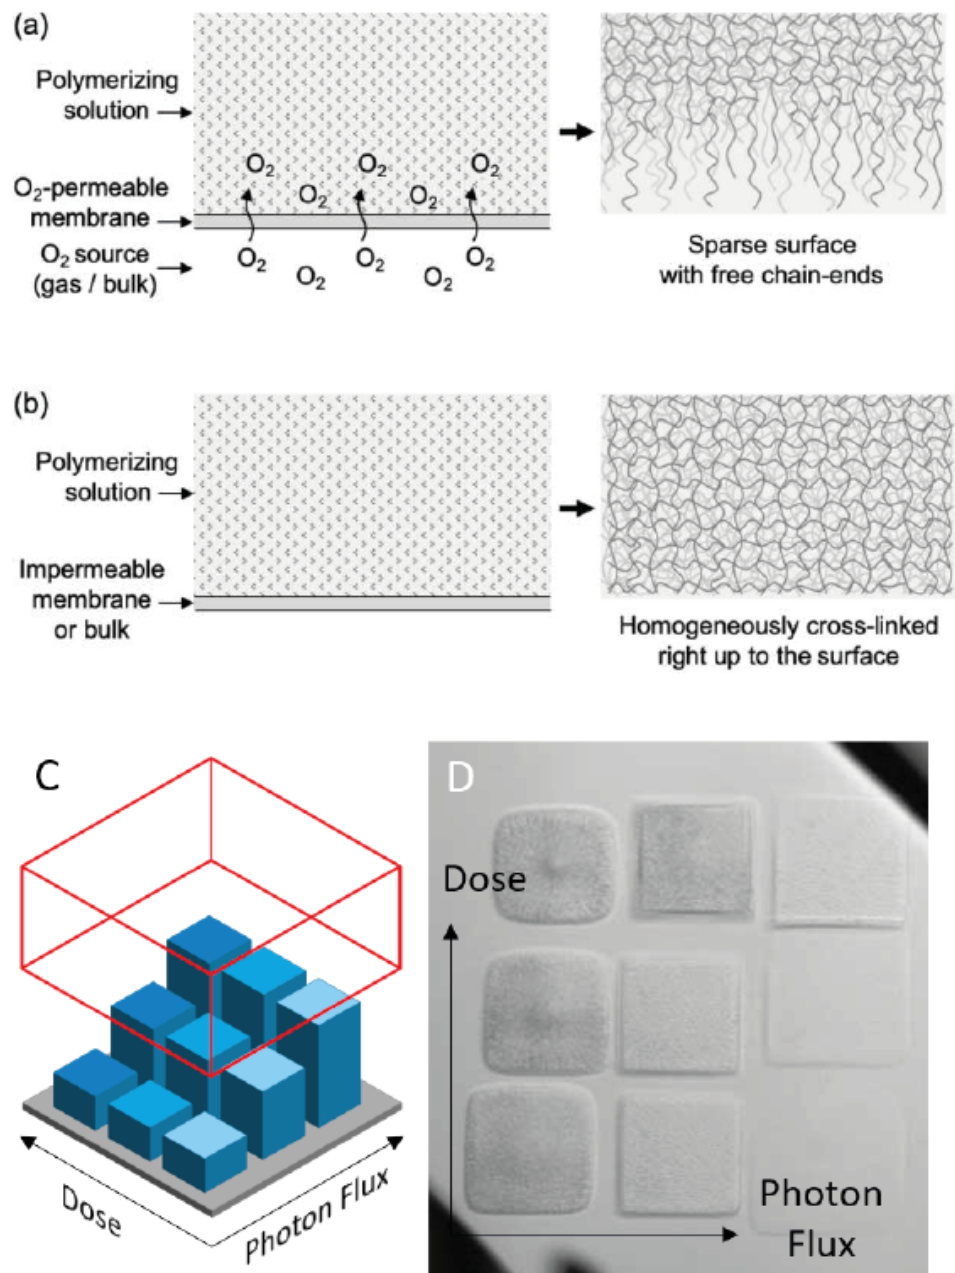 (a)
Polymerizing
solution
O₂-permeable
membrane
O₂ source
(gas / bulk)
O₂ O₂ O₂
O₂ O₂
O₂ O₂ O₂
O₂ O₂
Sparse surface
with free chain-ends
(b)
Polymerizing
solution
Impermeable
membrane
or bulk
Homogeneously cross-linked
right up to the surface
C
Dose
Photon Flux
D
Dose
Photon
Flux